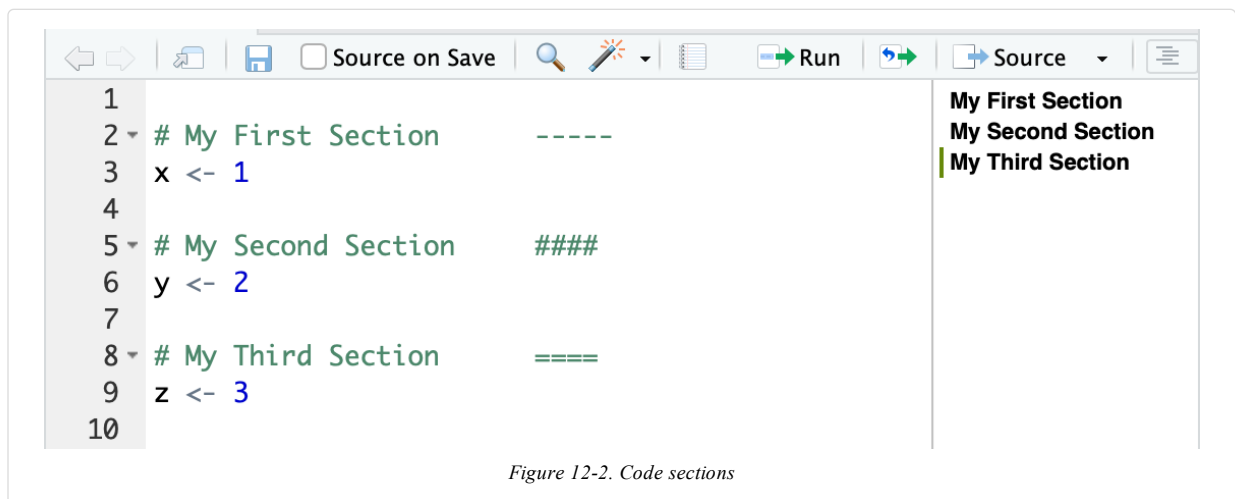 Source on Save Run Source
1 My First Section
2 # My First Section ----- My Second Section
3 x <- 1 My Third Section
4
5 # My Second Section ####
6 y <- 2
7
8 # My Third Section ====
9 z <- 3
10
Figure 12-2. Code sections